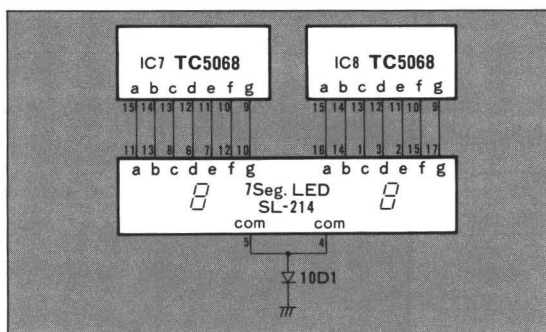 IC7 TC5068 IC8 TC5068
a b c d e f g a b c d e f g
15 14 13 12 11 10 9 15 14 13 12 11 10 9
11 13 8 6 7 12 10 16 14 1 3 2 15 17
a b c d e f g a b c d e f g
8 7Seg. LED 8
SL-214
com com
5 4
10D1